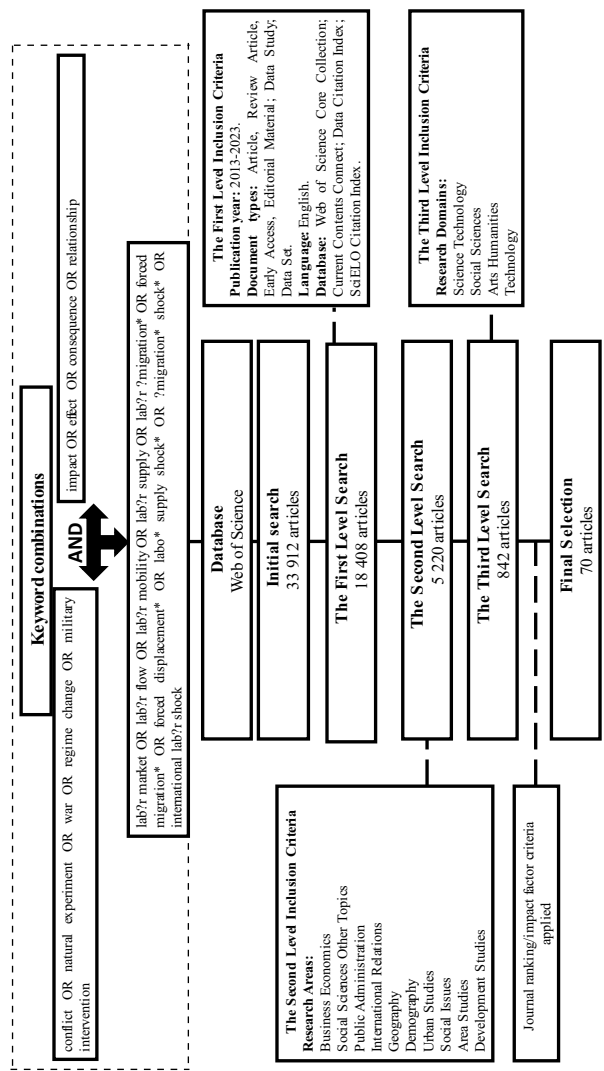 Keyword combinations
conflict OR natural experiment OR war OR regime change OR military
intervention
AND
impact OR effect OR consequence OR relationship
lab?r market OR lab?r flow OR lab?r mobility OR lab?r supply OR lab?r ?migration* OR forced
migration* OR forced displacement* OR labo* supply shock* OR ?migration* shock* OR
international lab?r shock
Database
Web of Science
Initial search
33 912 articles
The First Level Search
18 408 articles
The First Level Inclusion Criteria
Publication year: 2013-2023.
Document types: Article, Review Article,
Early Access, Editorial Material; Data Study;
Data Set.
Language: English.
Database: Web of Science Core Collection;
Current Contents Connect; Data Citation Index;
SciELO Citation Index.
The Second Level Inclusion Criteria
Research Areas:
Business Economics
Social Sciences Other Topics
Public Administration
International Relations
Geography
Demography
Urban Studies
Social Issues
Area Studies
Development Studies
The Second Level Search
5 220 articles
The Third Level Search
842 articles
The Third Level Inclusion Criteria
Research Domains:
Science Technology
Social Sciences
Arts Humanities
Technology
Journal ranking/impact factor criteria
applied
Final Selection
70 articles